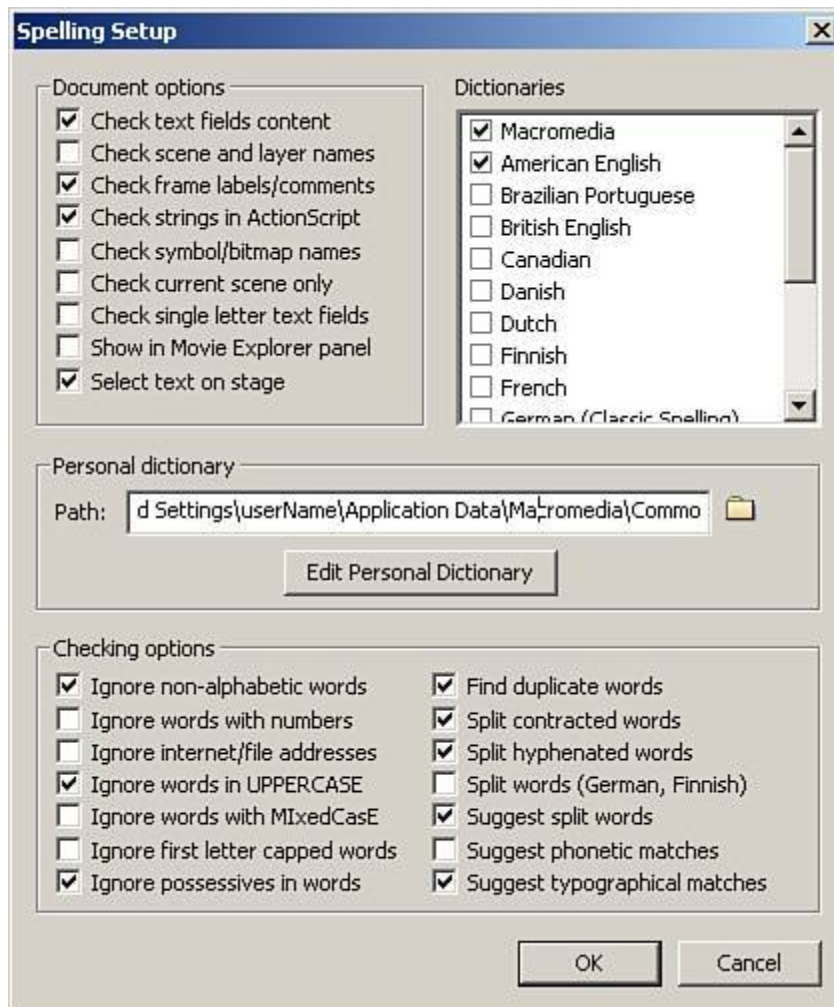 Spelling Setup
Document options
Check text fields content
Check scene and layer names
Check frame labels/comments
Check strings in ActionScript
Check symbol/bitmap names
Check current scene only
Check single letter text fields
Show in Movie Explorer panel
Select text on stage
Dictionaries
Macromedia
American English
Brazilian Portuguese
British English
Canadian
Danish
Dutch
Finnish
French
German (Classic Spelling)
Personal dictionary
Path: d Settings\userName\Application Data\Macromedia\Commo
Edit Personal Dictionary
Checking options
Ignore non-alphabetic words
Ignore words with numbers
Ignore internet/file addresses
Ignore words in UPPERCASE
Ignore words with MIxedCasE
Ignore first letter capped words
Ignore possessives in words
Find duplicate words
Split contracted words
Split hyphenated words
Split words (German, Finnish)
Suggest split words
Suggest phonetic matches
Suggest typographical matches
OK Cancel